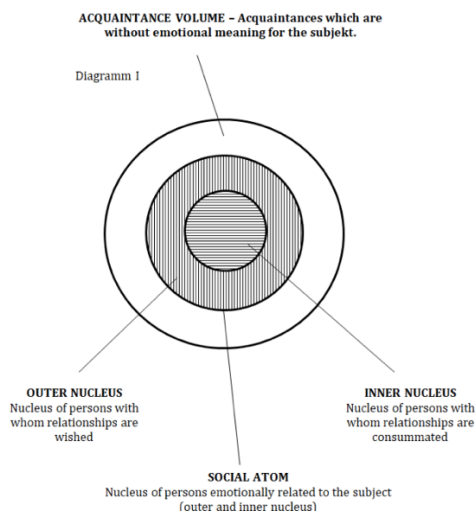 ACQUAINTANCE VOLUME – Acquaintances which are
without emotional meaning for the subjekt.
Diagramm I
OUTER NUCLEUS
Nucleus of persons with
whom relationships are
wished
INNER NUCLEUS
Nucleus of persons with
whom relationships are
consummated
SOCIAL ATOM
Nucleus of persons emotionally related to the subject
(outer and inner nucleus)